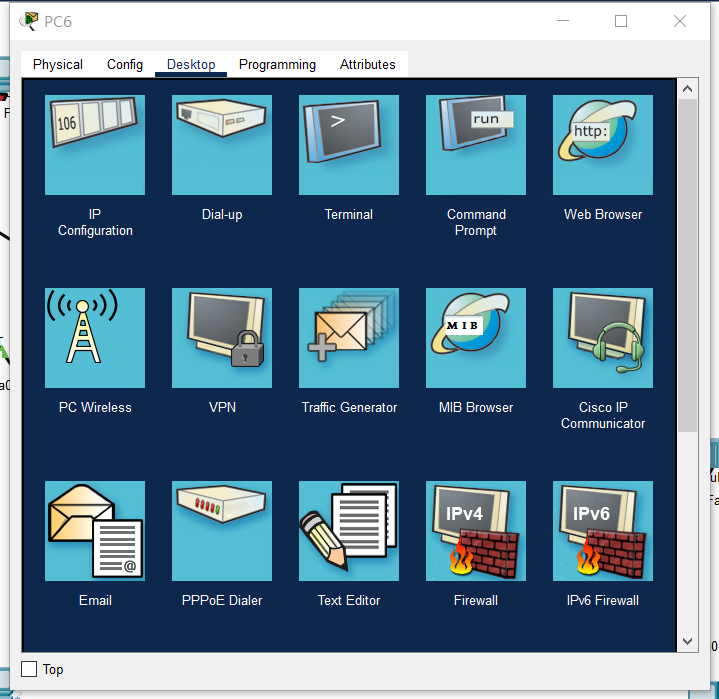 PC6
Physical Config Desktop Programming Attributes
106
>
run
http:
IP
Configuration
Dial-up
Terminal
Command
Prompt
Web Browser
MIB
PC Wireless
VPN
Traffic Generator
MIB Browser
Cisco IP
Communicator
@
IPv4
IPv6
Email
PPPoE Dialer
Text Editor
Firewall
IPv6 Firewall
Top